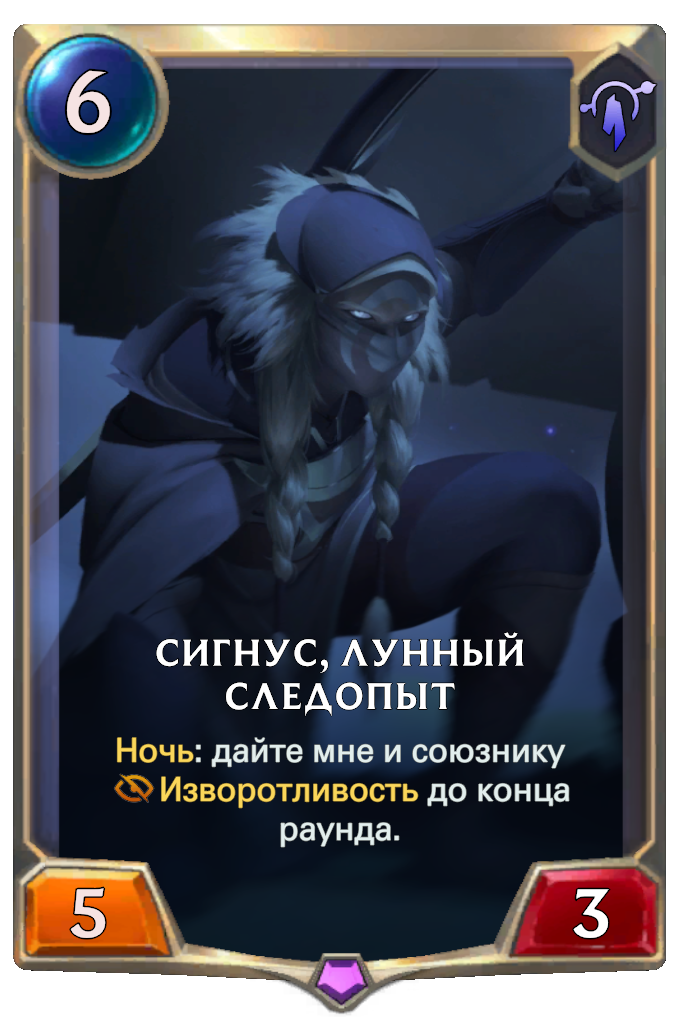 6
СИГНУС, ЛУННЫЙ
СЛЕДОПЫТ
Ночь: дайте мне и союзнику
Изворотливость до конца
раунда.
5
3